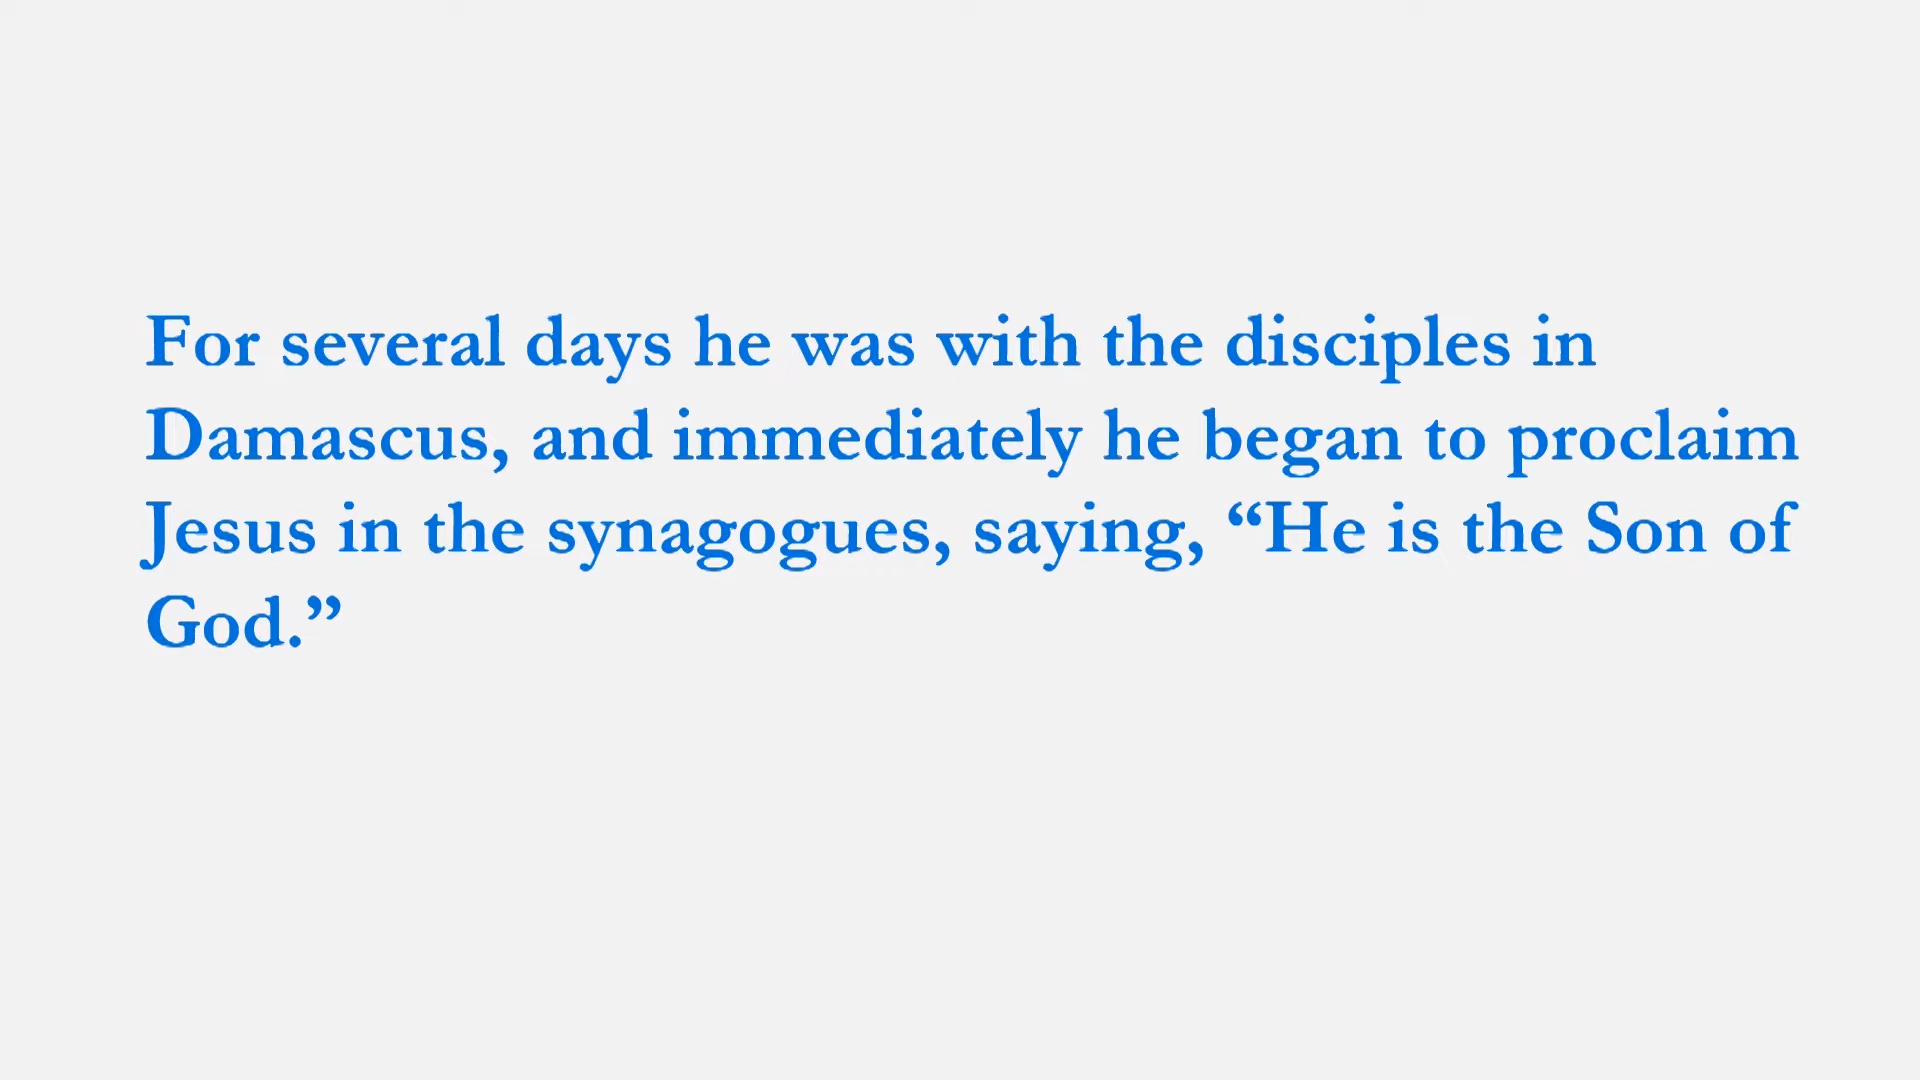 For several days he was with the disciples in
Damascus, and immediately he began to proclaim
Jesus in the synagogues, saying, “He is the Son of
God.”